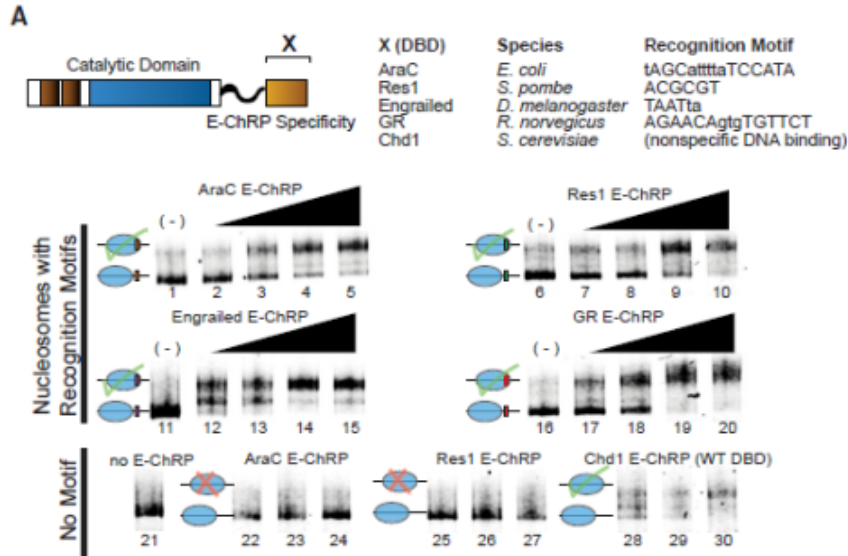 A
X
Catalytic Domain
E-ChRP Specificity
X (DBD) Species Recognition Motif
AraC E. coli tAGCattttaTCCATA
Res1 S. pombe ACGCGT
Engrailed D. melanogaster TAATta
GR R. norvegicus AGAACAgtgTGTTCT
Chd1 S. cerevisiae (nonspecific DNA binding)
Nucleosomes with
Recognition Motifs
AraC E-ChRP
(-)
1 2 3 4 5
Res1 E-ChRP
(-)
6 7 8 9 10
Engrailed E-ChRP
(-)
11 12 13 14 15
GR E-ChRP
(-)
16 17 18 19 20
No Motif
no E-ChRP AraC E-ChRP Res1 E-ChRP Chd1 E-ChRP (WT DBD)
21 22 23 24 25 26 27 28 29 30